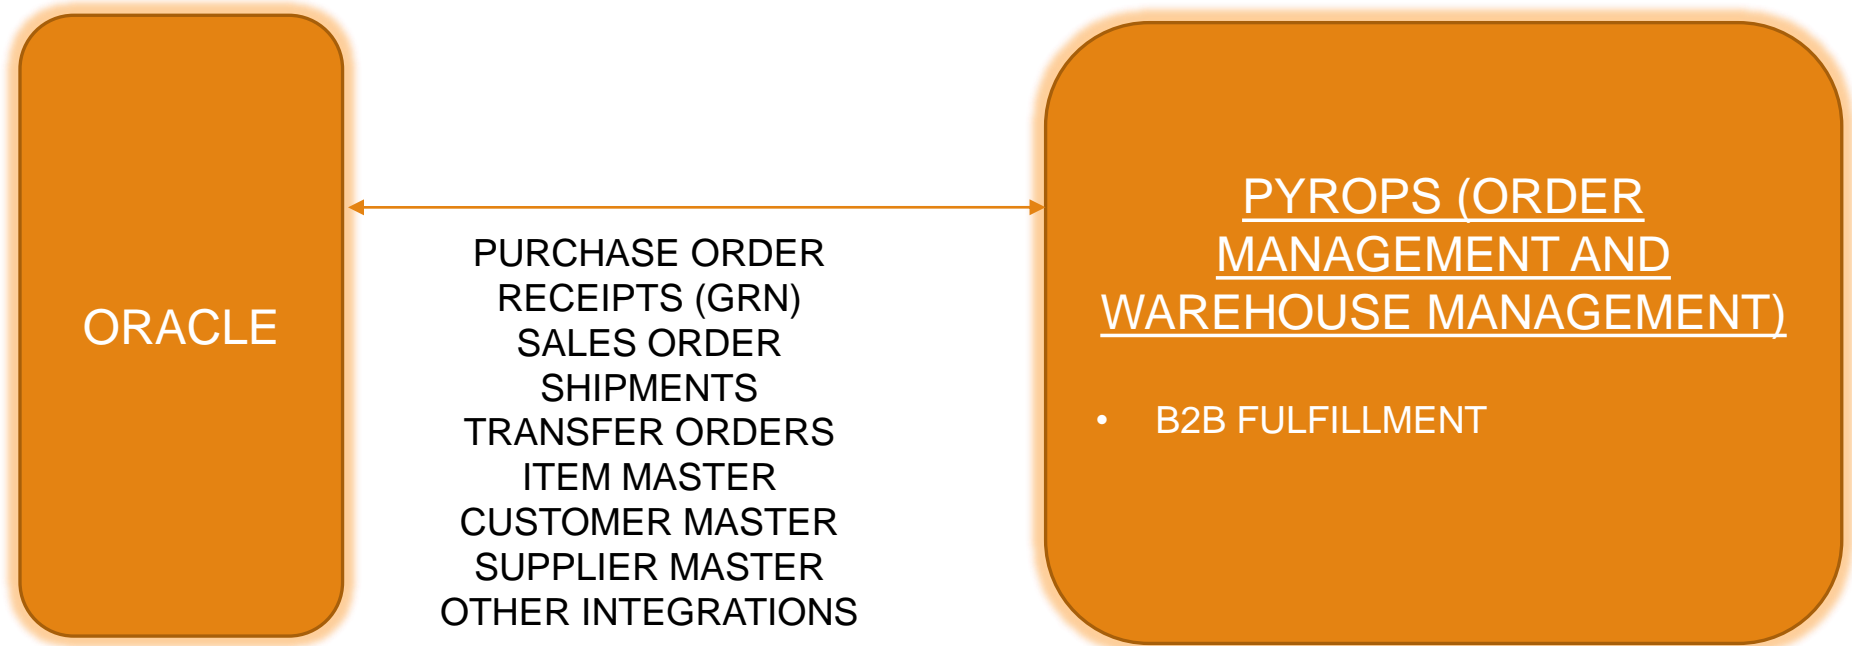 ORACLE
PURCHASE ORDER
RECEIPTS (GRN)
SALES ORDER
SHIPMENTS
TRANSFER ORDERS
ITEM MASTER
CUSTOMER MASTER
SUPPLIER MASTER
OTHER INTEGRATIONS
PYROPS (ORDER
MANAGEMENT AND
WAREHOUSE MANAGEMENT)
• B2B FULFILLMENT